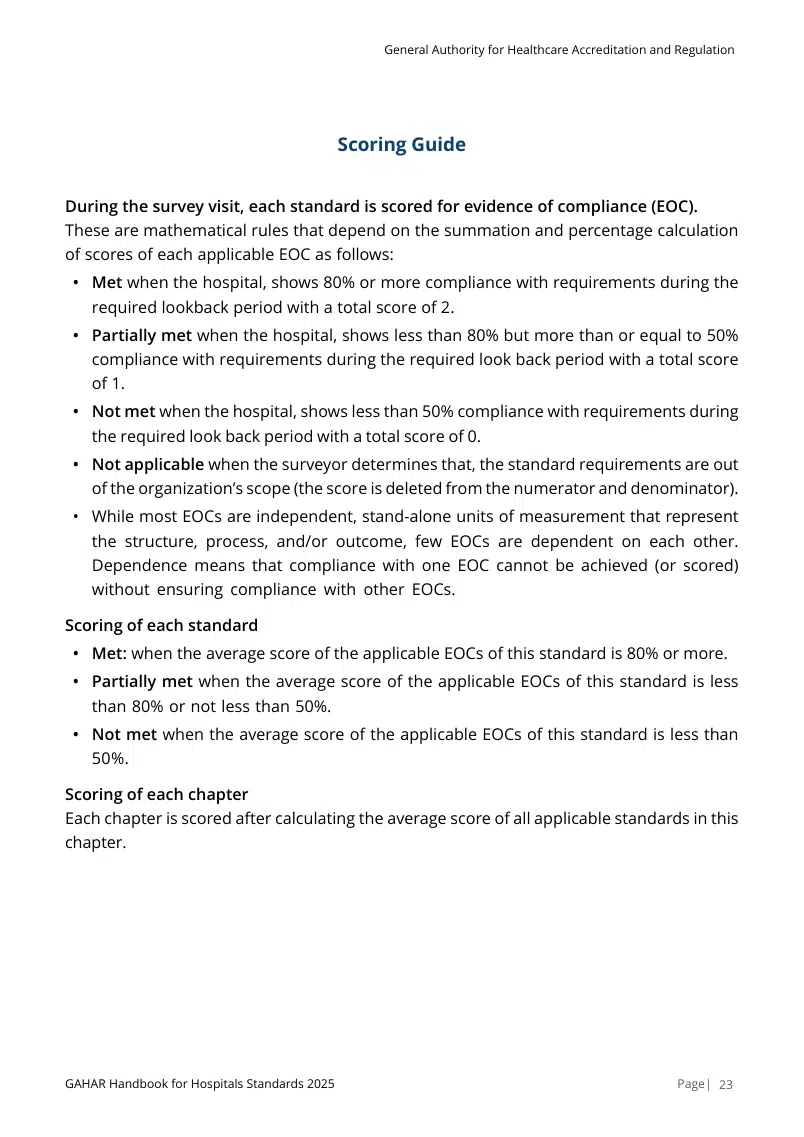 General Authority for Healthcare Accreditation and Regulation
Scoring Guide
During the survey visit, each standard is scored for evidence of compliance (EOC).
These are mathematical rules that depend on the summation and percentage calculation
of scores of each applicable EOC as follows:
• Met when the hospital, shows 80% or more compliance with requirements during the
required lookback period with a total score of 2.
• Partially met when the hospital, shows less than 80% but more than or equal to 50%
compliance with requirements during the required look back period with a total score
of 1.
• Not met when the hospital, shows less than 50% compliance with requirements during
the required look back period with a total score of 0.
• Not applicable when the surveyor determines that, the standard requirements are out
of the organization’s scope (the score is deleted from the numerator and denominator).
• While most EOCs are independent, stand-alone units of measurement that represent
the structure, process, and/or outcome, few EOCs are dependent on each other.
Dependence means that compliance with one EOC cannot be achieved (or scored)
without ensuring compliance with other EOCs.
Scoring of each standard
• Met: when the average score of the applicable EOCs of this standard is 80% or more.
• Partially met when the average score of the applicable EOCs of this standard is less
than 80% or not less than 50%.
• Not met when the average score of the applicable EOCs of this standard is less than
50%.
Scoring of each chapter
Each chapter is scored after calculating the average score of all applicable standards in this
chapter.
GAHAR Handbook for Hospitals Standards 2025
Page| 23